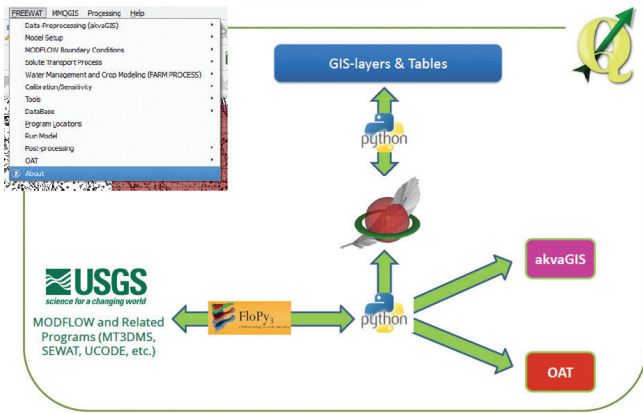 FREEWAT MMQGIS Processing Help
Data-Preprocessing (akvaGIS)
Model Setup
MODFLOW Boundary Conditions
Solute Transport Process
Water Management and Crop Modeling (FARM PROCESS)
Calibration/Sensitivity
Tools
DataBase
Program Locations
Run Model
Post-processing
OAT
About
GIS-layers & Tables
python
akvaGIS
USGS
science for a changing world
FloPy3
python
MODFLOW and Related
Programs (MT3DMS,
SEWAT, UCODE, etc.)
OAT